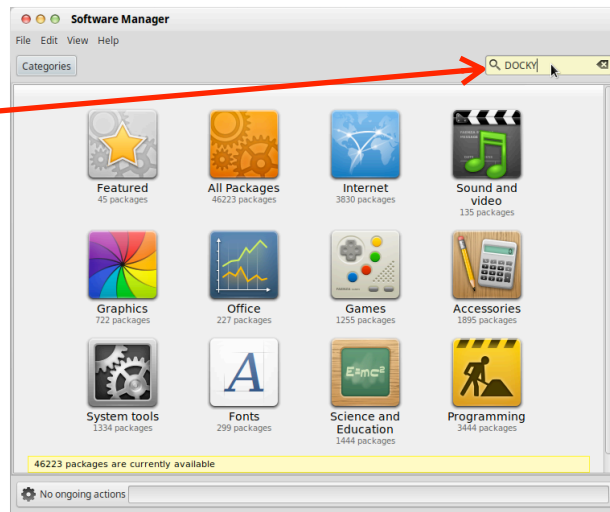 Software Manager
File Edit View Help
Categories
DOCKY
Featured
45 packages
All Packages
46223 packages
Internet
3830 packages
Sound and
video
135 packages
Graphics
722 packages
Office
227 packages
Games
1255 packages
Accessories
1895 packages
System tools
1334 packages
A
Fonts
299 packages
E=mc²
Science and
Education
1444 packages
Programming
3444 packages
46223 packages are currently available
No ongoing actions